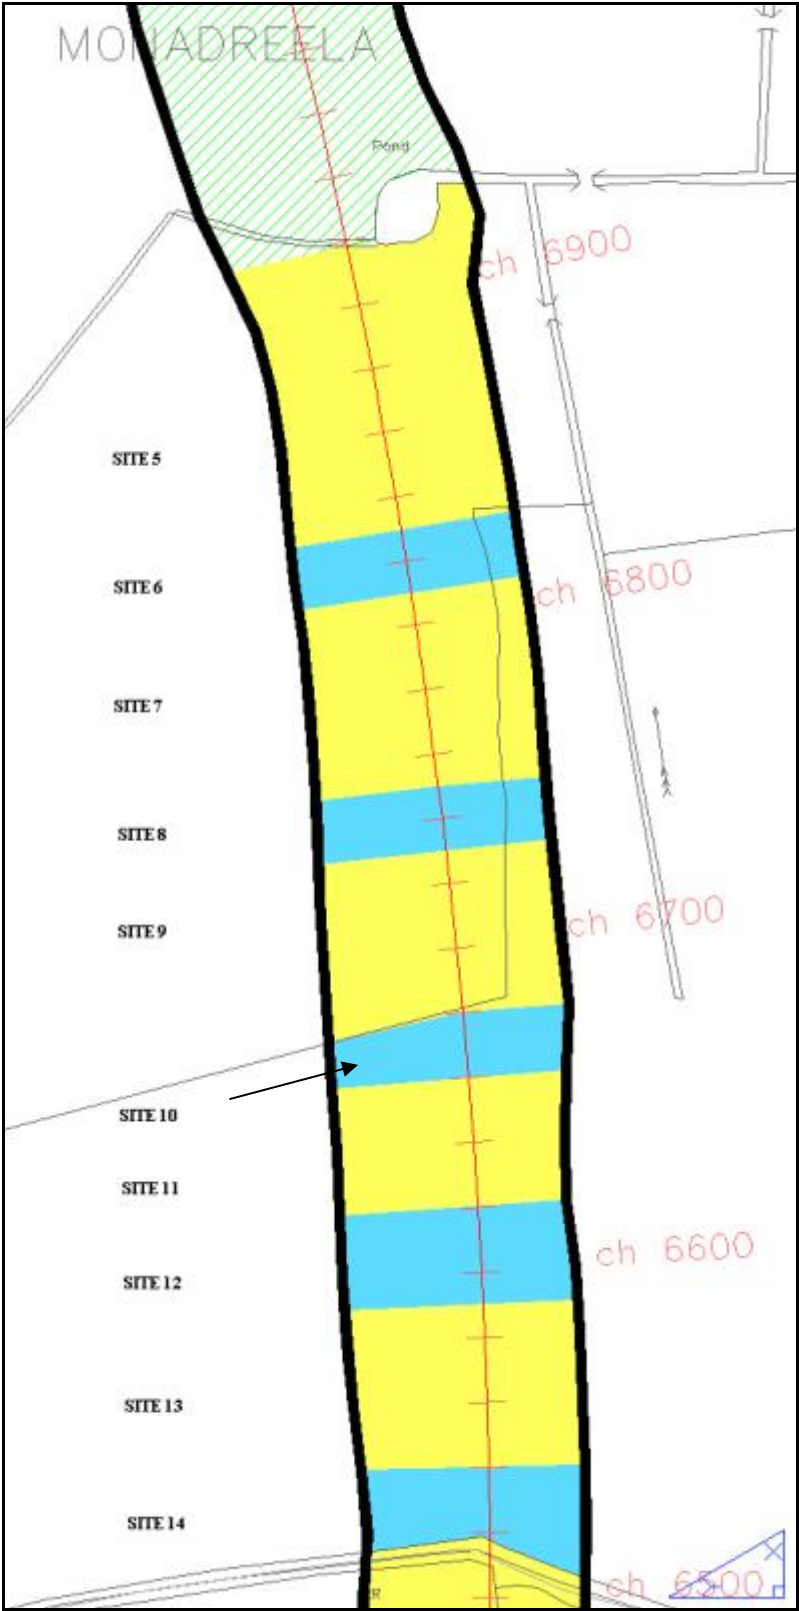 MONADREELA
Pond
ch 6900
SITE 5
SITE 6
ch 6800
SITE 7
SITE 8
ch 6700
SITE 9
SITE 10
SITE 11
ch 6600
SITE 12
SITE 13
SITE 14
ch 6500
R